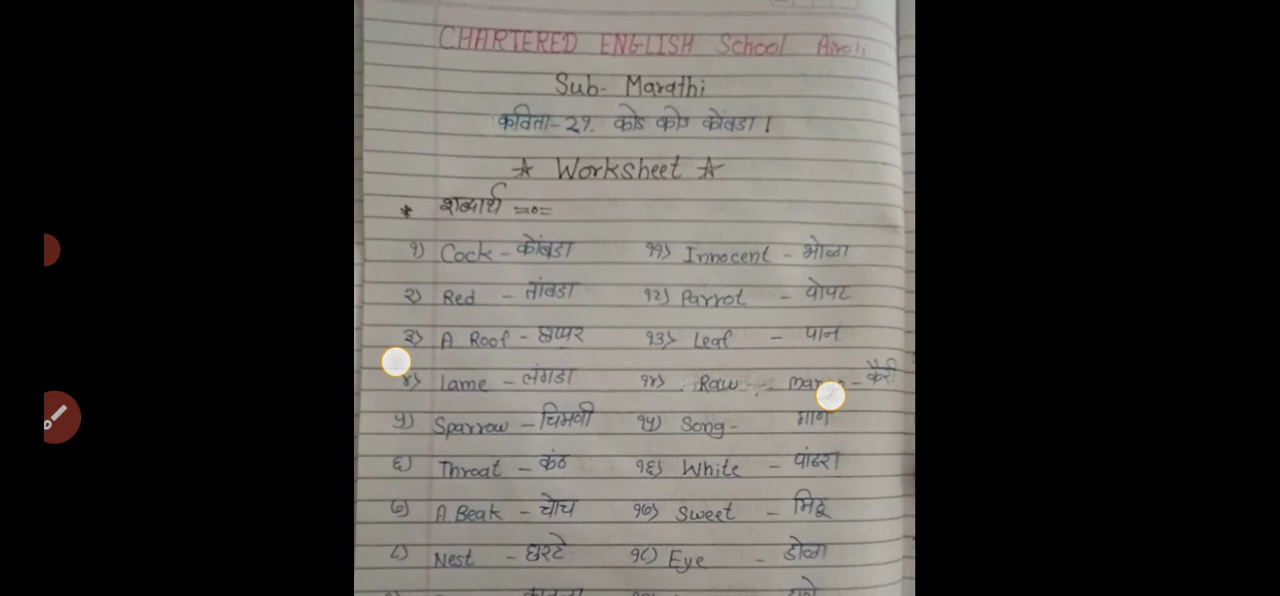 CHARTERED ENGLISH School Airoli
Sub- Marathi
कविता-२१. कोंबडा ।
☆ Worksheet ☆
* शब्दार्थ =०=
१) Cock - कोंबडा ११) Innocent - भोळा
२) Red - तांबडा १२) Parrot - पोपट
३) A Roof - छप्पर १३) Leaf - पान
४) Lame - लंगडा १४) Raw - - कैरी
५) Sparrow - चिमणी १५) Song - गाणे
६) Throat - कंठ १६) White - पांढरा
७) A Beak - चोच १७) Sweet - मिठू
८) Nest - घरटे १८) Eye - डोळा